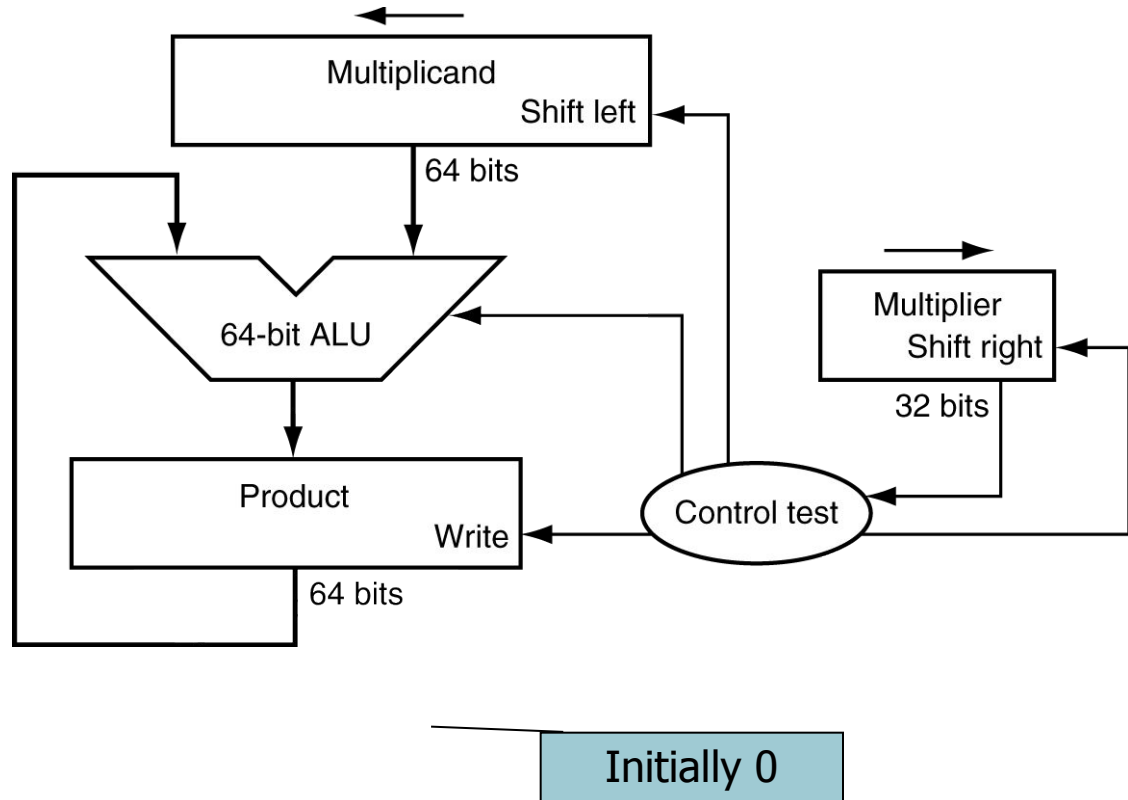 Multiplicand
Shift left
64 bits
64-bit ALU
Multiplier
Shift right
32 bits
Product
Write
Control test
64 bits
Initially 0